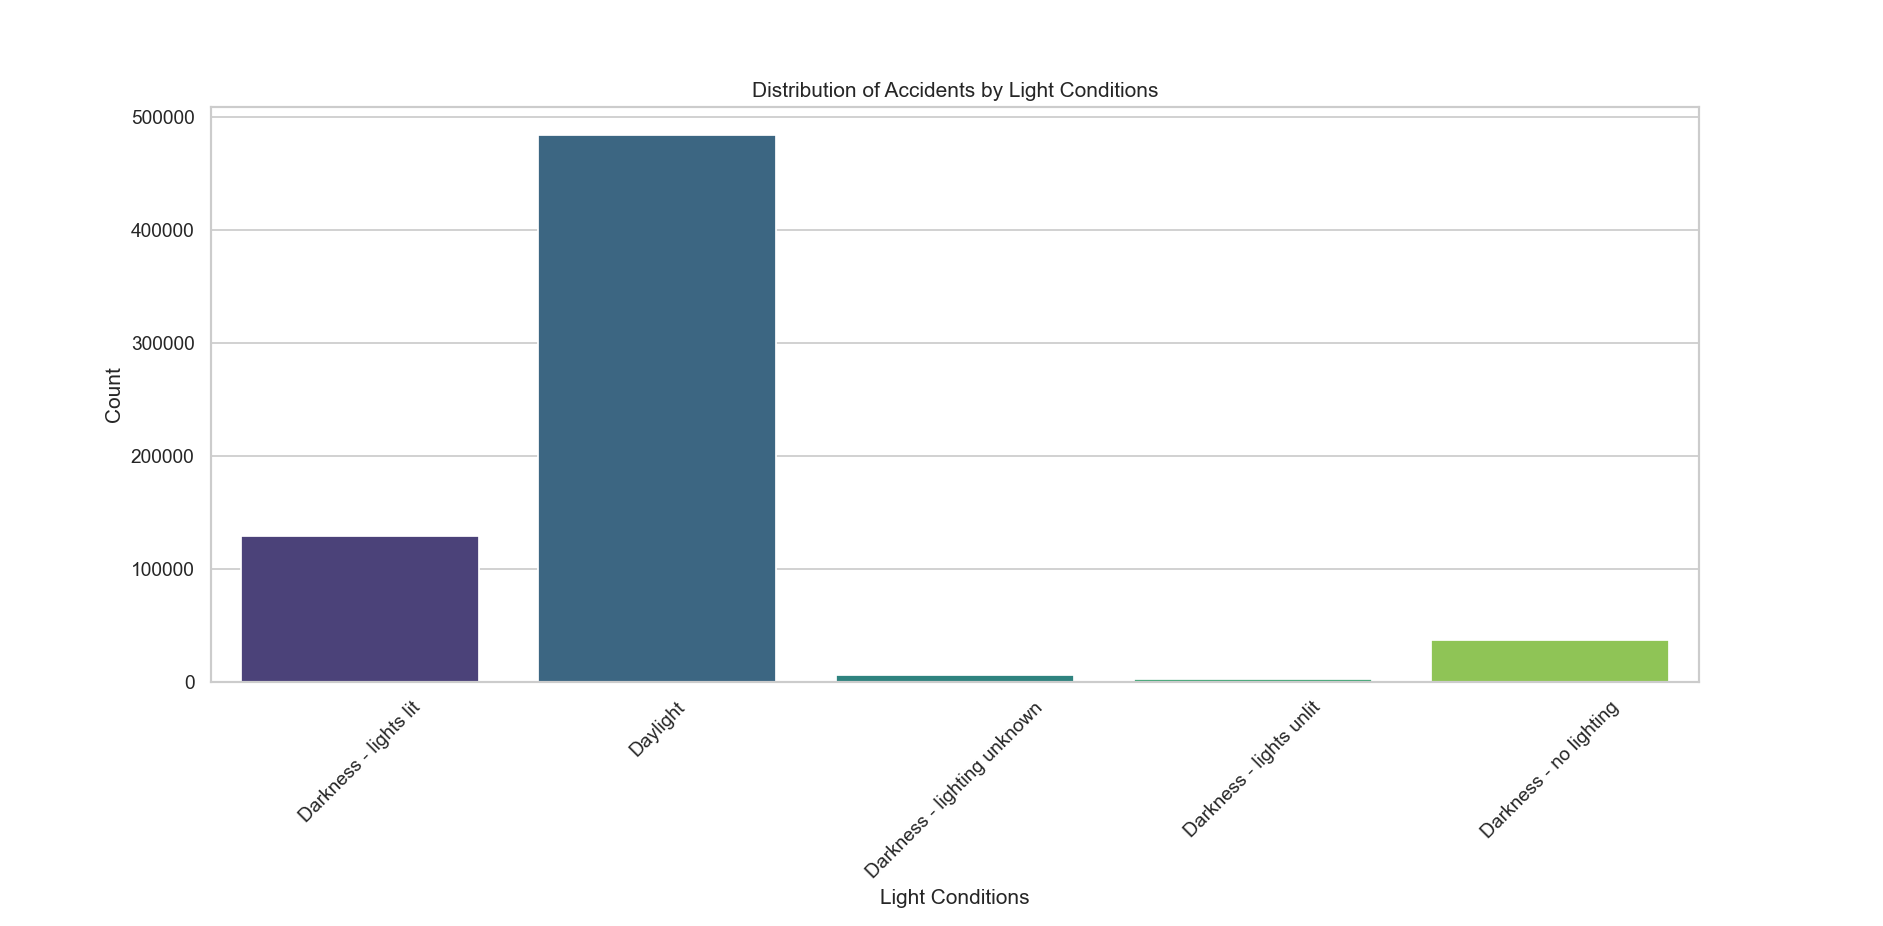 Distribution of Accidents by Light Conditions
500000
400000
300000
200000
100000
0
Count
Darkness - lights lit
Daylight
Darkness - lighting unknown
Darkness - lights unlit
Darkness - no lighting
Light Conditions